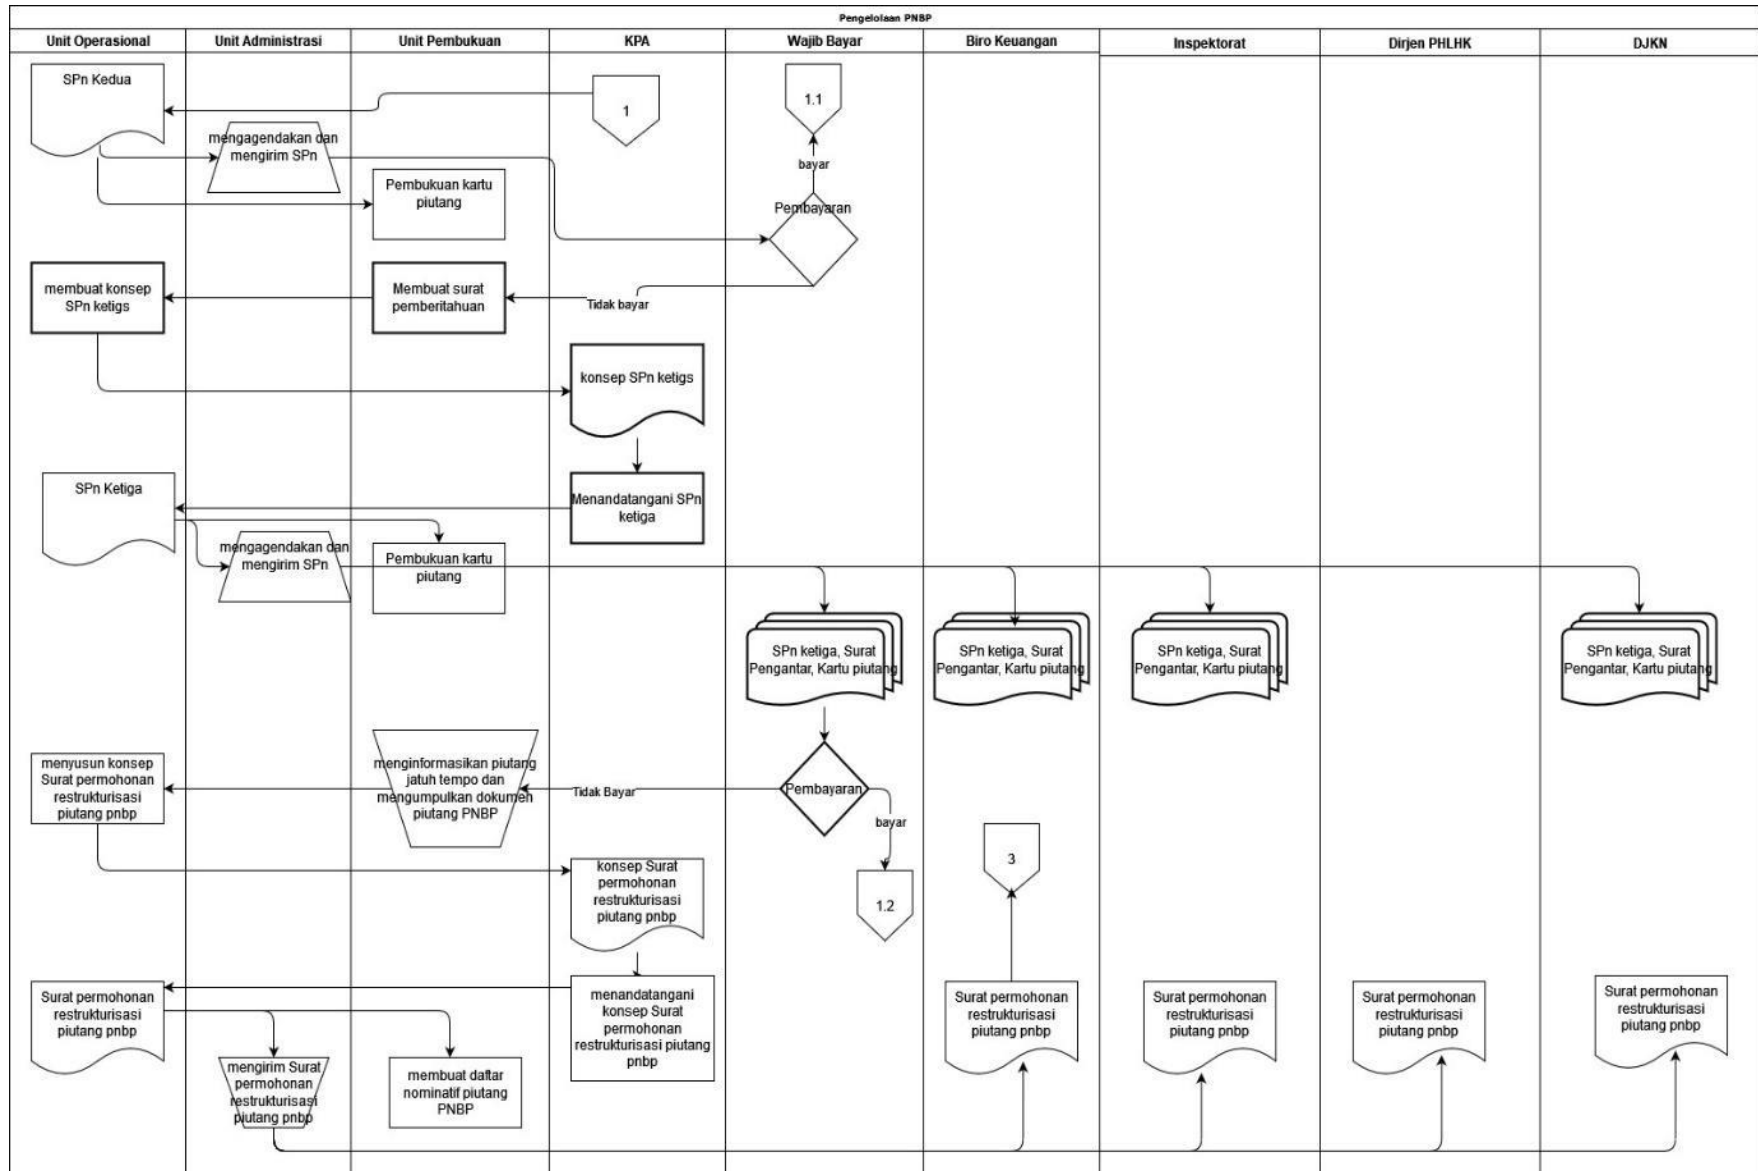 Pengelolaan PNBP
Unit Operasional
Unit Administrasi
Unit Pembukuan
KPA
Wajib Bayar
Biro Keuangan
Inspektorat
Dirjen PHLHK
DJKN
SPn Kedua
1
1.1
mengagendakan dan
mengirim SPn
bayar
Pembukuan kartu
piutang
Pembayaran
membuat konsep
SPn ketigs
Membuat surat
pemberitahuan
Tidak bayar
konsep SPn ketigs
SPn Ketiga
Menandatangani SPn
ketiga
mengagendakan dan
mengirim SPn
Pembukuan kartu
piutang
SPn ketiga, Surat
Pengantar, Kartu piutang
SPn ketiga, Surat
Pengantar, Kartu piutang
SPn ketiga, Surat
Pengantar, Kartu piutang
SPn ketiga, Surat
Pengantar, Kartu piutang
menyusun konsep
Surat permohonan
restrukturisasi
piutang pnbp
menginformasikan piutang
jatuh tempo dan
mengumpulkan dokumen
piutang PNBP
Tidak Bayar
Pembayaran
bayar
3
konsep Surat
permohonan
restrukturisasi
piutang pnbp
1.2
Surat permohonan
restrukturisasi
piutang pnbp
menandatangani
konsep Surat
permohonan
restrukturisasi piutang
pnbp
Surat permohonan
restrukturisasi
piutang pnbp
Surat permohonan
restrukturisasi
piutang pnbp
Surat permohonan
restrukturisasi
piutang pnbp
Surat permohonan
restrukturisasi
piutang pnbp
mengirim Surat
permohonan
restrukturisasi
piutang pnbp
membuat daftar
nominatif piutang
PNBP